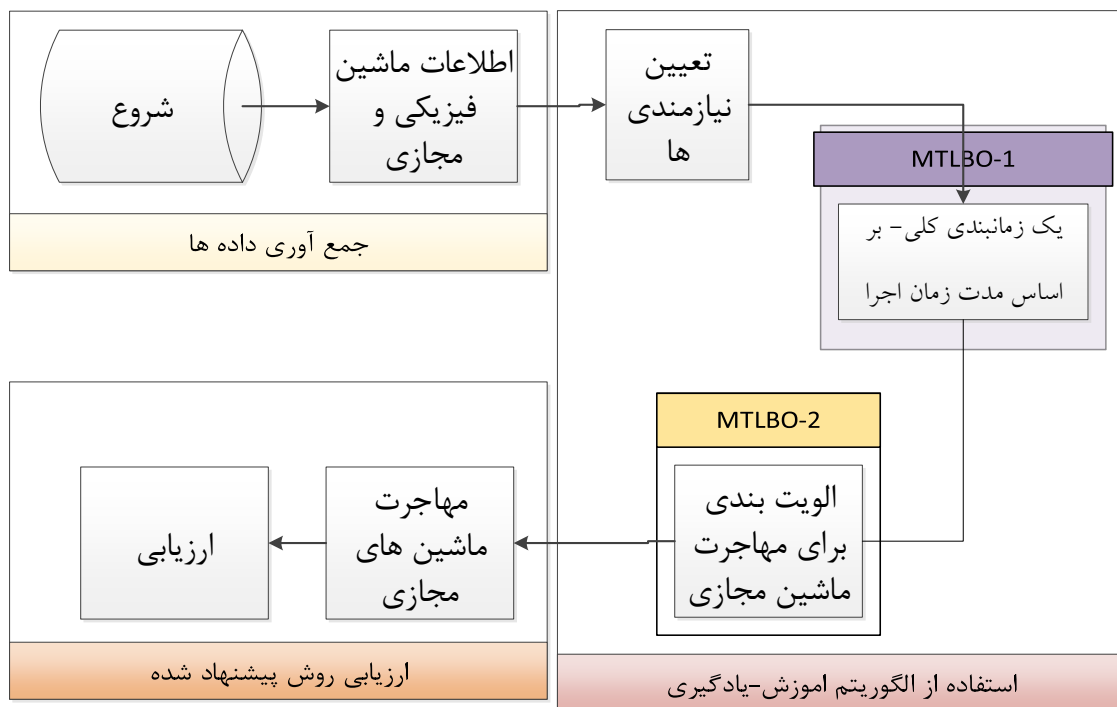 شروع
اطلاعات ماشین
فیزیکی و
مجازی
جمع آوری داده ها
تعیین
نیازمندی
ها
MTLBO-1
یک زمانبندی کلی- بر
اساس مدت زمان اجرا
MTLBO-2
الویت بندی
برای مهاجرت
ماشین مجازی
استفاده از الگوریتم اموزش-یادگیری
مهاجرت
ماشین های
مجازی
ارزیابی
ارزیابی روش پیشنهاد شده